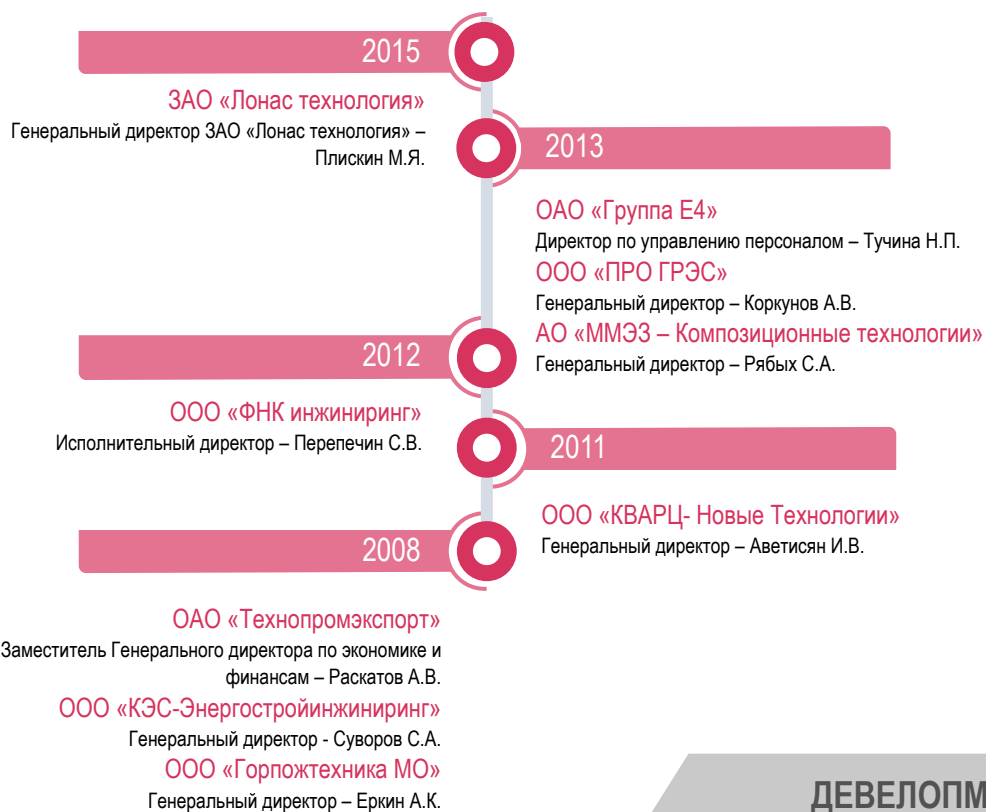 2015
ЗАО «Лонас технология»
Генеральный директор ЗАО «Лонас технология» –
Плискин М.Я.
2013
ОАО «Группа Е4»
Директор по управлению персоналом – Тучина Н.П.
ООО «ПРО ГРЭС»
Генеральный директор – Коркунов А.В.
АО «ММЭЗ – Композиционные технологии»
Генеральный директор – Рябых С.А.
2012
ООО «ФНК инжиниринг»
Исполнительный директор – Перепечин С.В.
2011
ООО «КВАРЦ- Новые Технологии»
Генеральный директор – Аветисян И.В.
2008
ОАО «Технопромэкспорт»
Заместитель Генерального директора по экономике и
финансам – Раскатов А.В.
ООО «КЭС-Энергостройинжиниринг»
Генеральный директор - Суворов С.А.
ООО «Горпожтехника МО»
Генеральный директор – Еркин А.К.
ДЕВЕЛОПМ